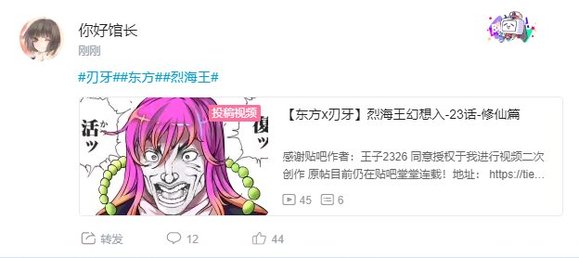 你好馆长
刚刚
#刃牙##东方##烈海王#
投稿视频
活ッ
復ッ
【东方x刃牙】烈海王幻想入-23话-修仙篇
感谢贴吧作者：王子2326 同意授权于我进行视频二次
创作 原帖目前仍在贴吧堂堂连载！地址： https://tie...
45 6
转发 12 44